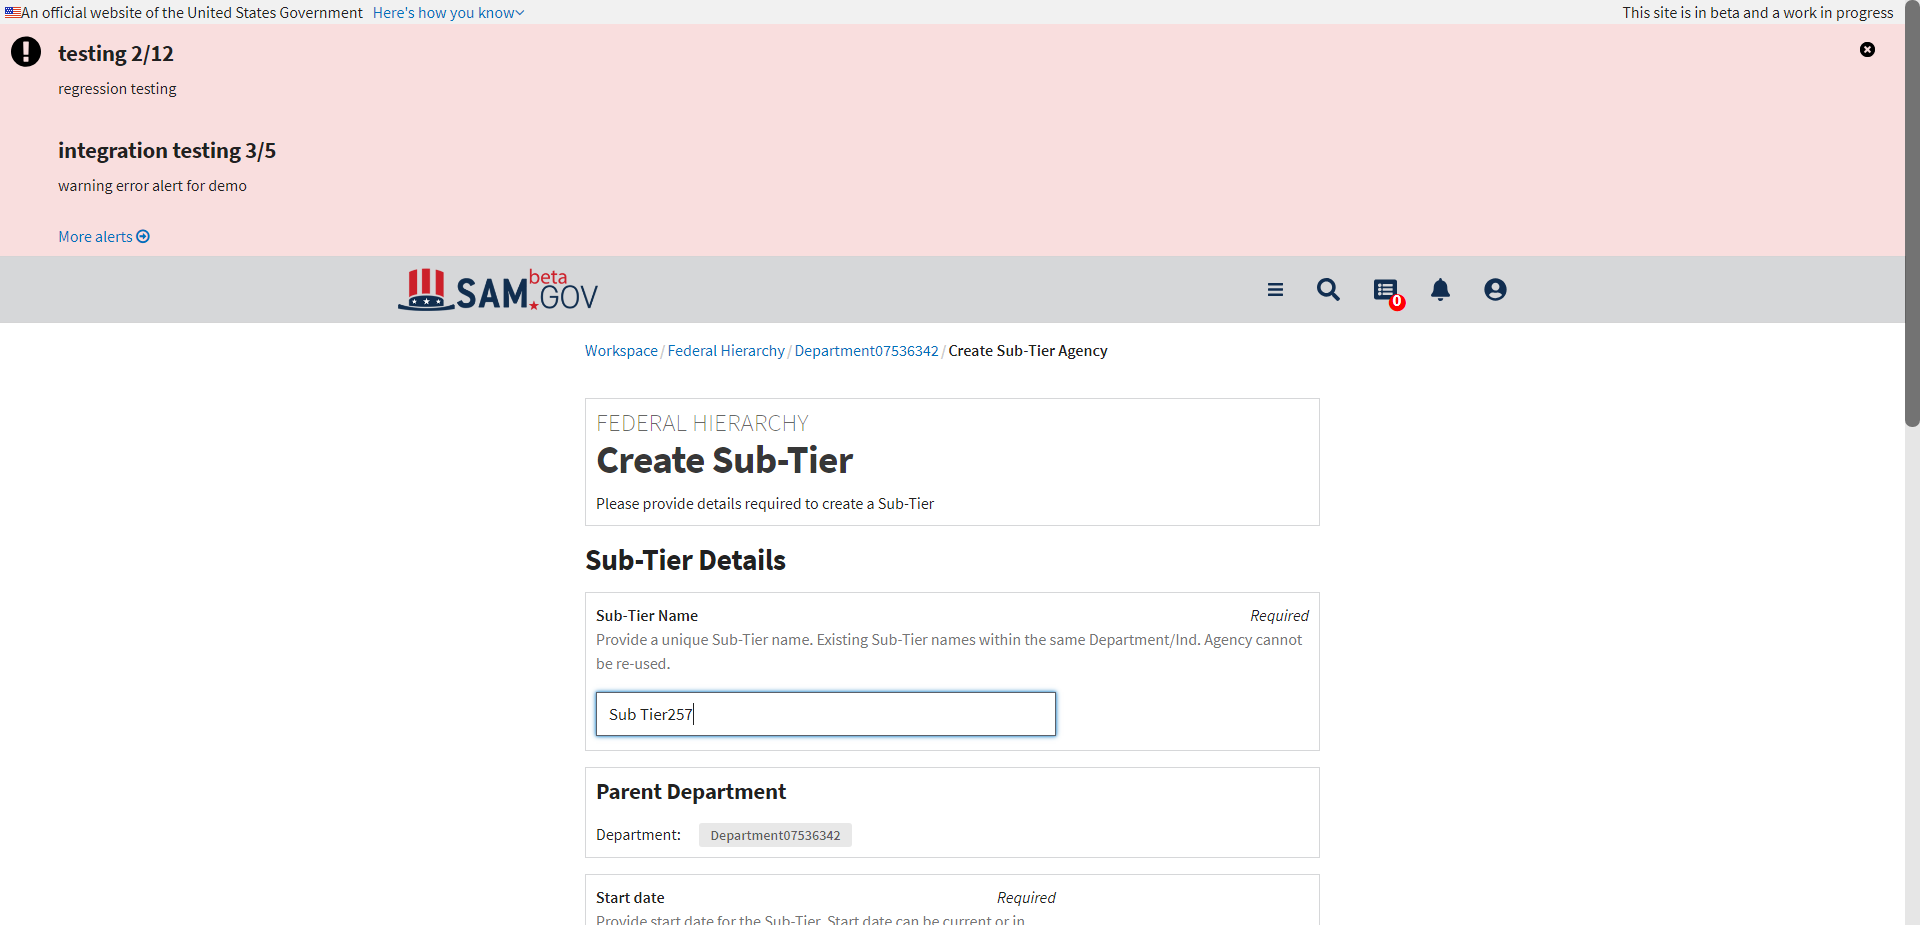 An official website of the United States Government Here's how you know
This site is in beta and a work in progress
testing 2/12
regression testing
integration testing 3/5
warning error alert for demo
More alerts
SAM.GOV beta
0
Workspace / Federal Hierarchy / Department07536342 / Create Sub-Tier Agency
FEDERAL HIERARCHY
Create Sub-Tier
Please provide details required to create a Sub-Tier
Sub-Tier Details
Sub-Tier Name Required
Provide a unique Sub-Tier name. Existing Sub-Tier names within the same Department/Ind. Agency cannot
be re-used.
Sub Tier257
Parent Department
Department: Department07536342
Start date Required
Provide start date for the Sub-Tier. Start date can be current or in